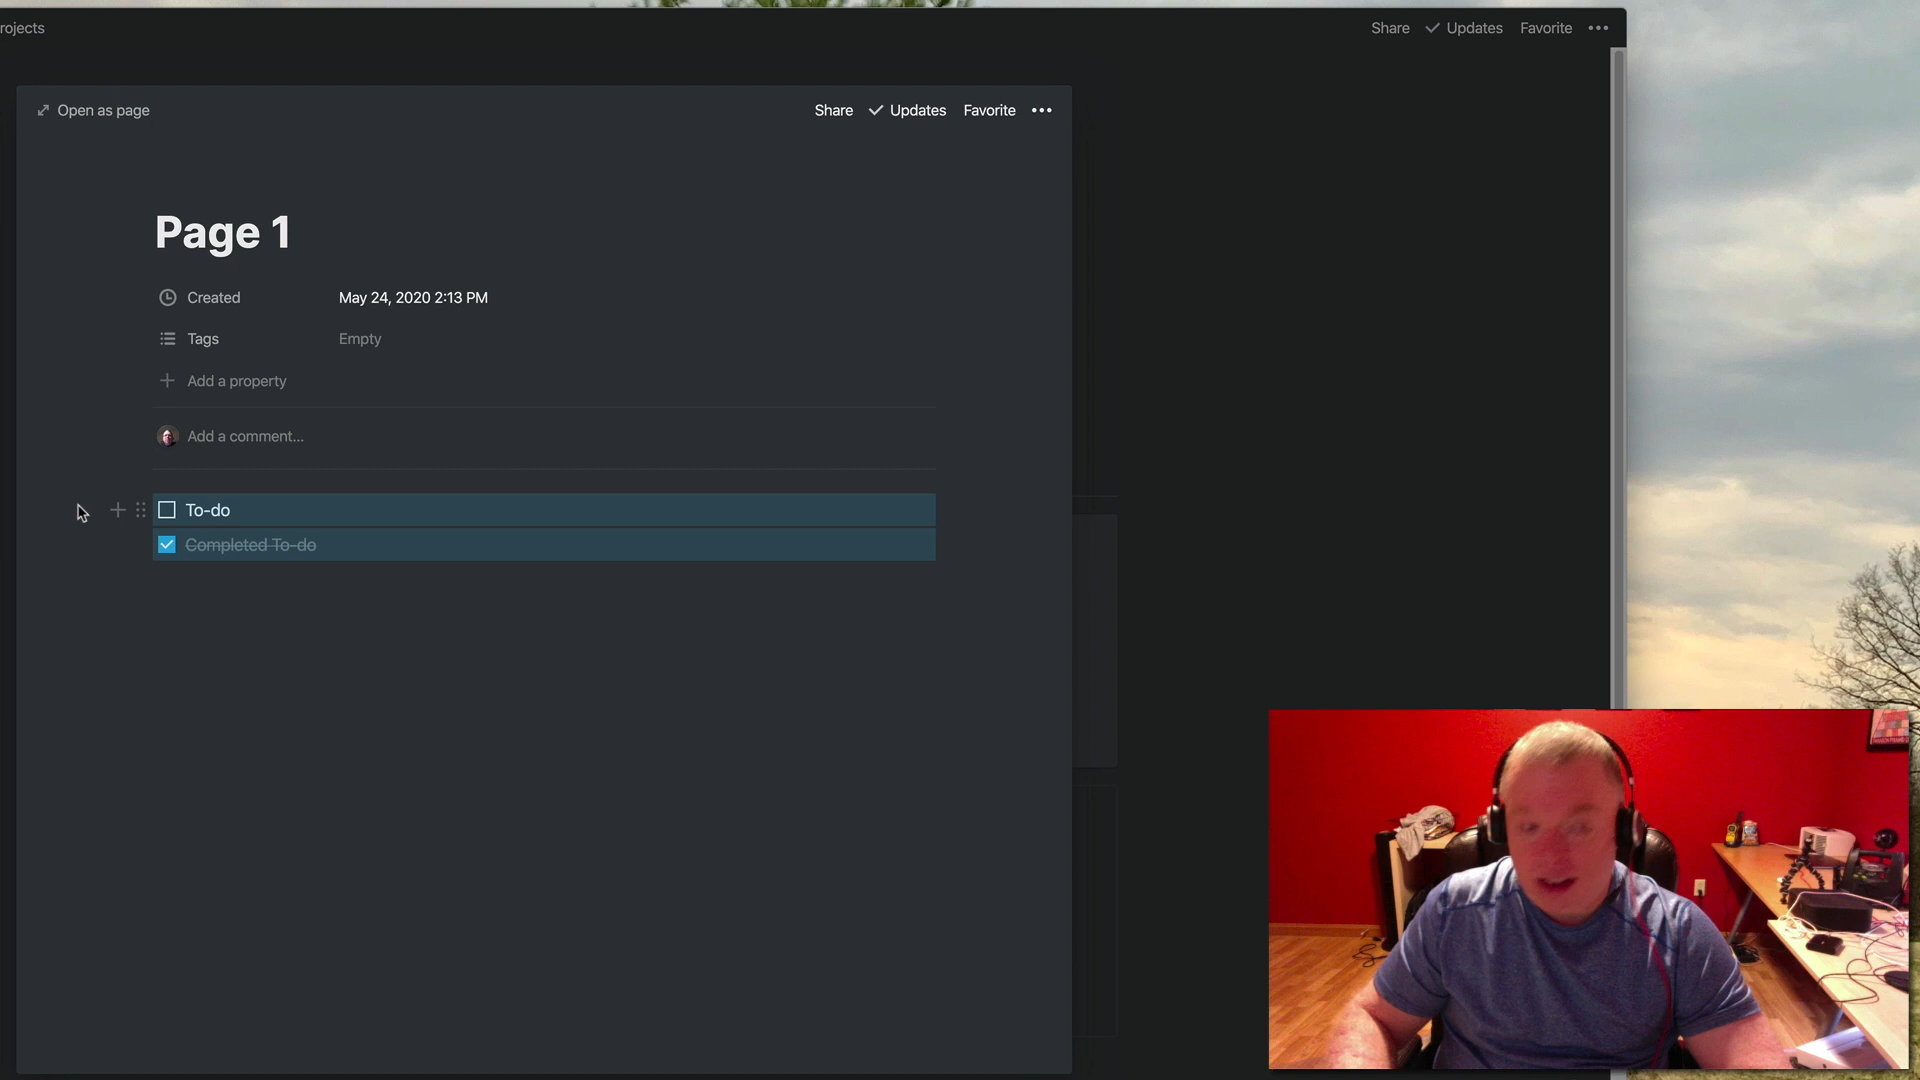 rojects
Share Updates Favorite
Open as page
Share Updates Favorite
Page 1
Created May 24, 2020 2:13 PM
Tags Empty
Add a property
Add a comment...
To-do
Completed To-do